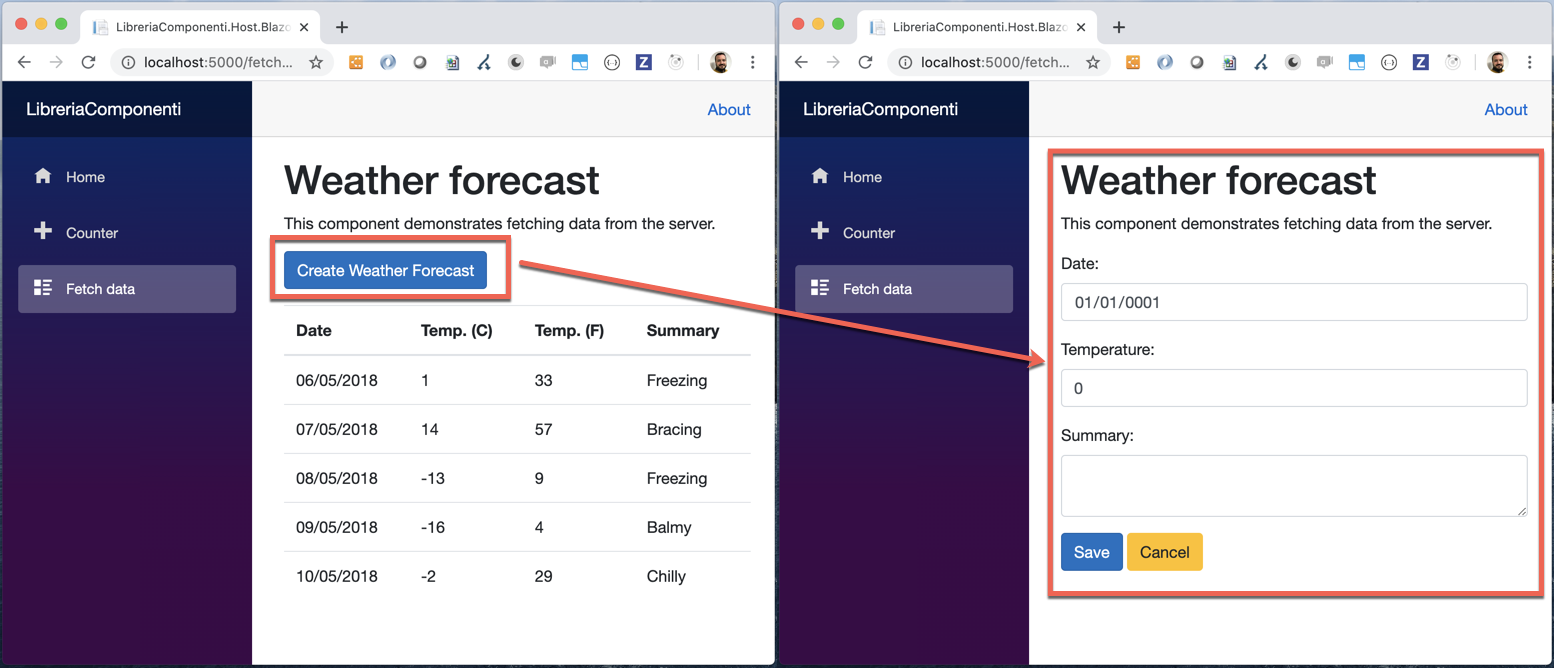 LibreriaComponenti.Host.Blazo
localhost:5000/fetch...
Z
LibreriaComponenti
About
Home
Counter
Fetch data
Weather forecast
This component demonstrates fetching data from the server.
Create Weather Forecast
Date Temp. (C) Temp. (F) Summary
06/05/2018 1 33 Freezing
07/05/2018 14 57 Bracing
08/05/2018 -13 9 Freezing
09/05/2018 -16 4 Balmy
10/05/2018 -2 29 Chilly
LibreriaComponenti.Host.Blazo
localhost:5000/fetch...
Z
LibreriaComponenti
About
Home
Counter
Fetch data
Weather forecast
This component demonstrates fetching data from the server.
Date:
01/01/0001
Temperature:
0
Summary:
Save Cancel